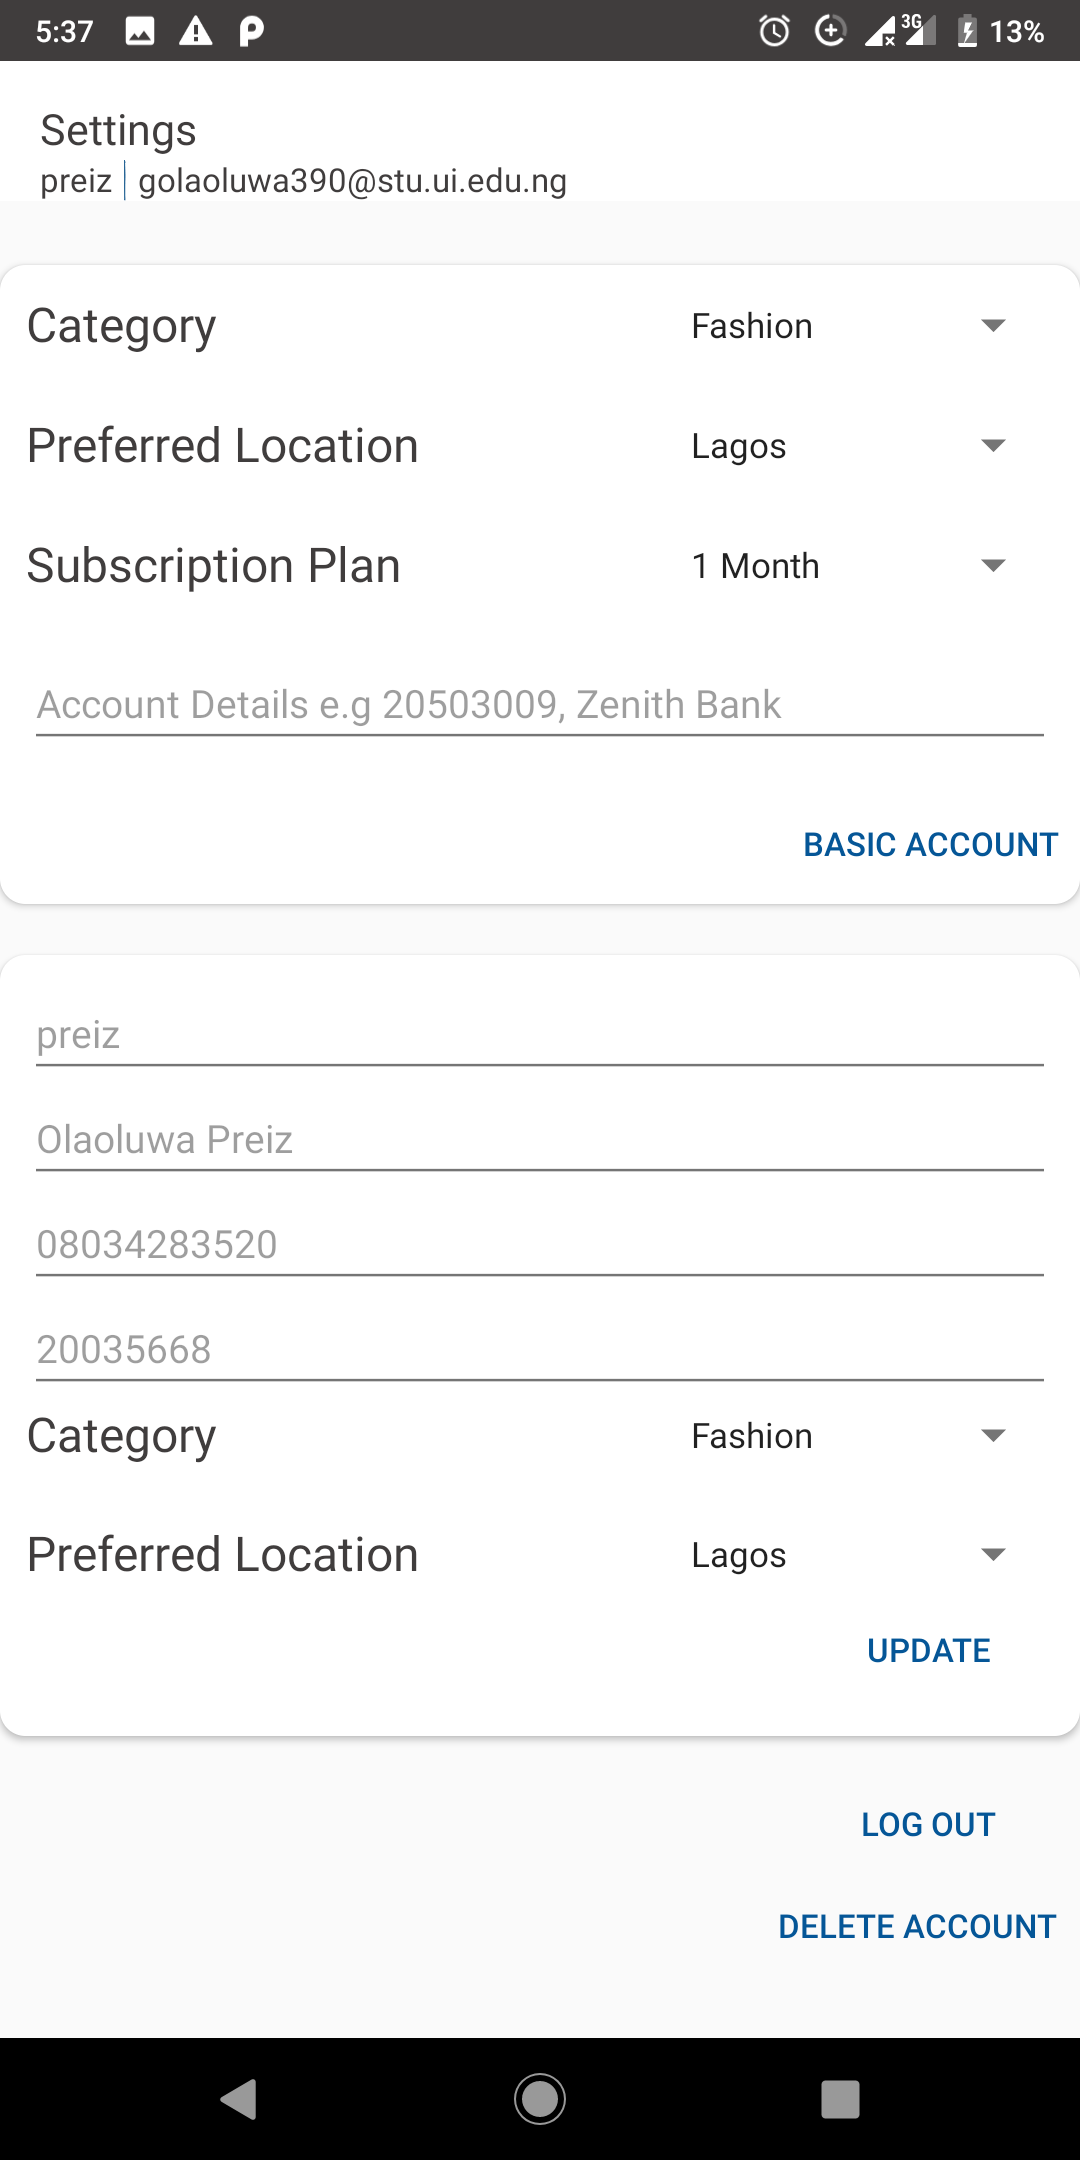 5:37 3G 13%
Settings
preiz golaoluwa390@stu.ui.edu.ng
Category Fashion
Preferred Location Lagos
Subscription Plan 1 Month
Account Details e.g 20503009, Zenith Bank
BASIC ACCOUNT
preiz
Olaoluwa Preiz
08034283520
20035668
Category Fashion
Preferred Location Lagos
UPDATE
LOG OUT
DELETE ACCOUNT